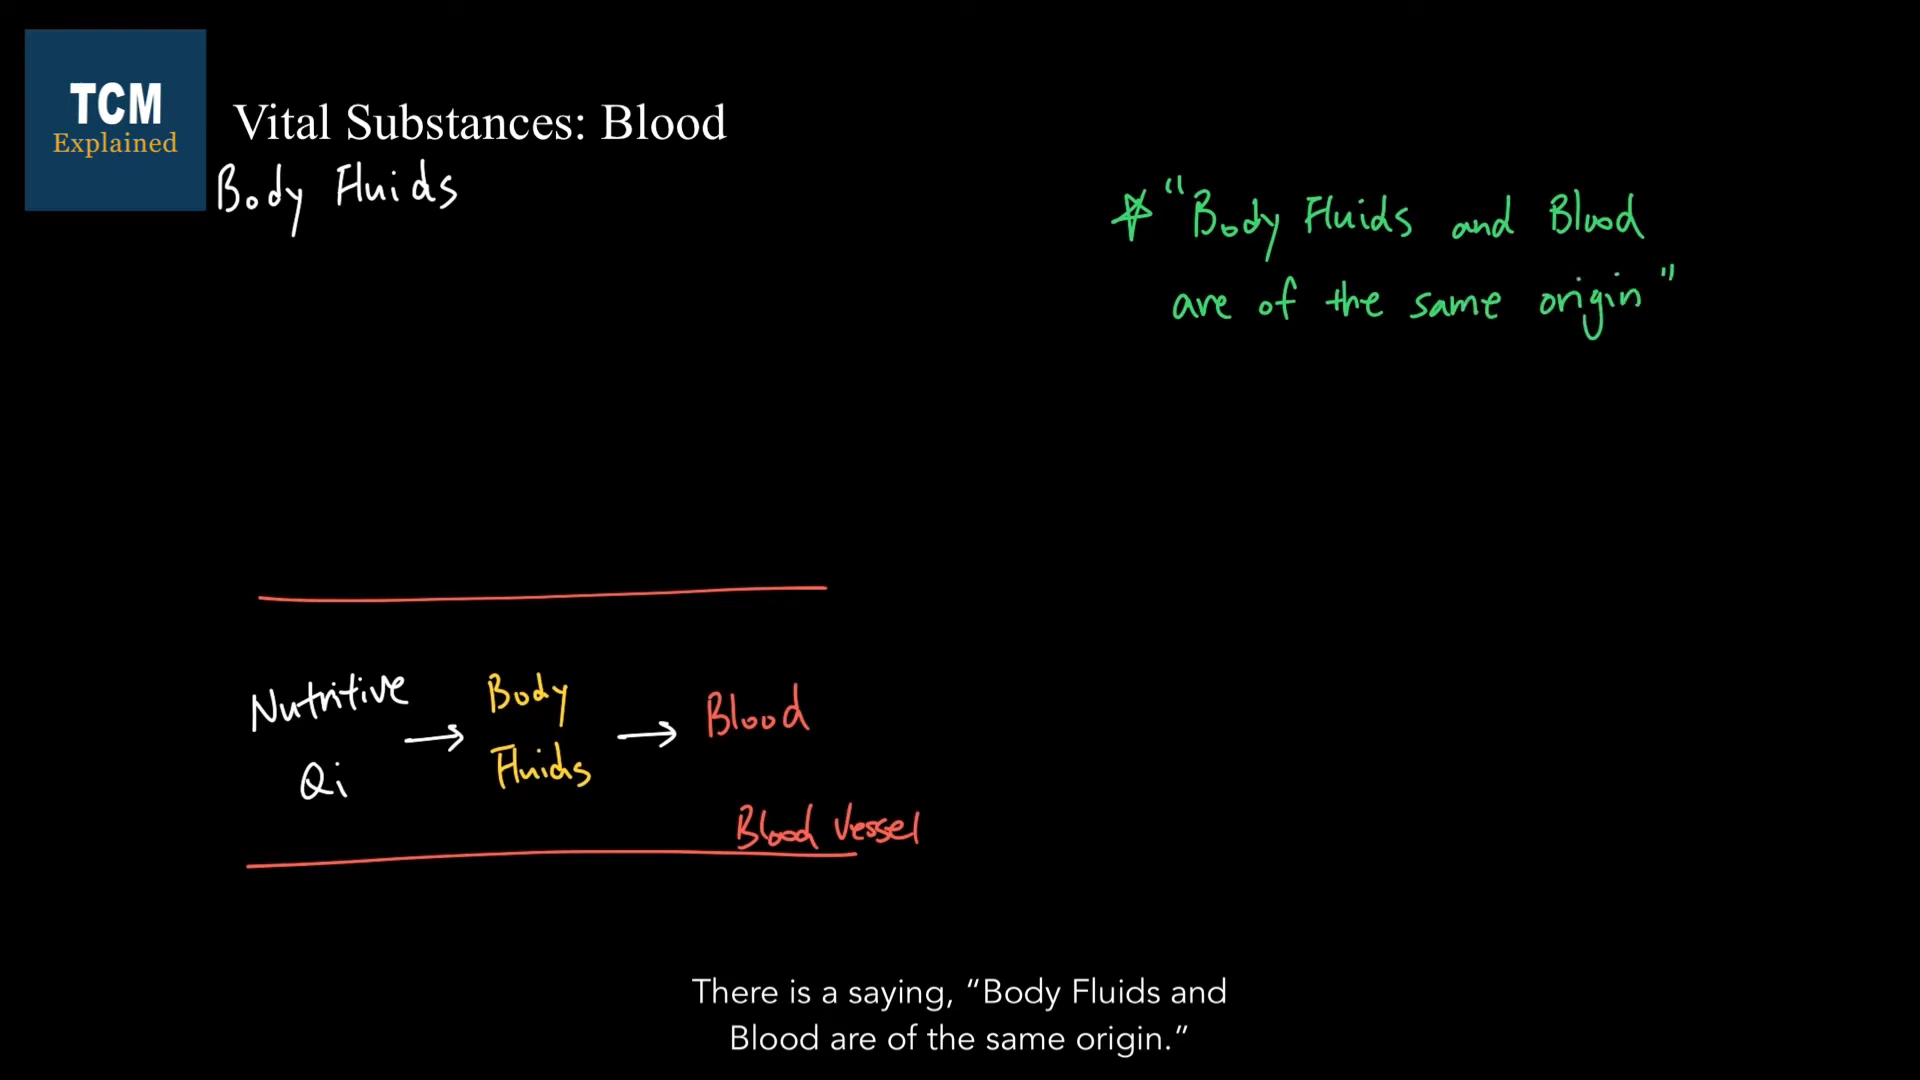 TCM
Explained
Vital Substances: Blood
Body Fluids
"Body Fluids and Blood
are of the same origin"
Nutritive
Qi
Body
Fluids
Blood
Blood Vessel
There is a saying, “Body Fluids and
Blood are of the same origin.”